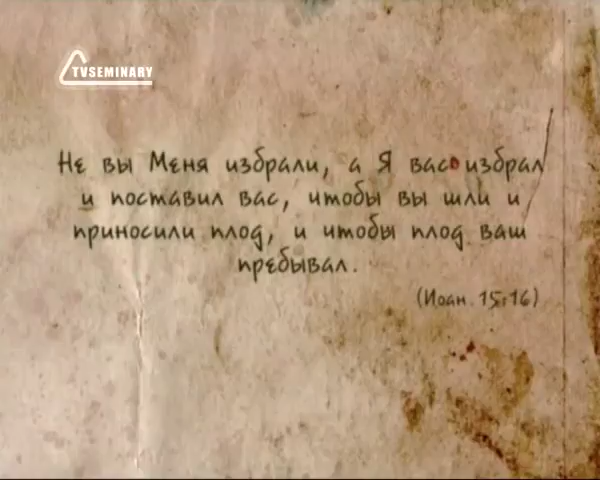 TVSEMINARY
Не вы Меня избрали, а Я вас избрал
и поставил вас, чтобы вы шли и
приносили плод, и чтобы плод ваш
пребывал.
(Иоан. 15:16)